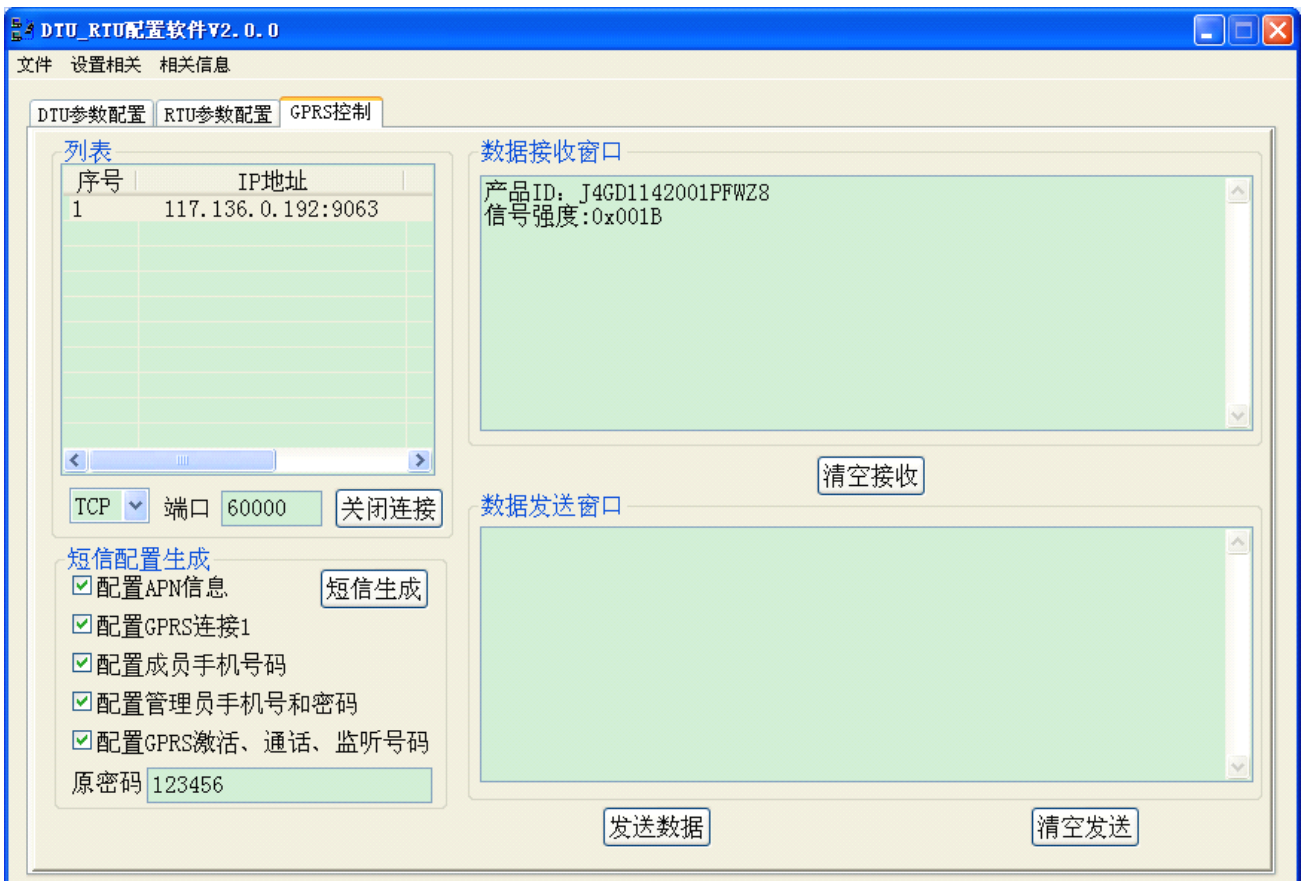 DTU_RTU配置软件V2.0.0
文件 设置相关 相关信息
DTU参数配置 RTU参数配置 GPRS控制
列表
序号 IP地址
1 117.136.0.192:9063
TCP 端口 60000 关闭连接
短信配置生成
配置APN信息 短信生成
配置GPRS连接1
配置成员手机号码
配置管理员手机号和密码
配置GPRS激活、通话、监听号码
原密码 123456
数据接收窗口
产品ID：J4GD1142001PFWZ8
信号强度:0x001B
清空接收
数据发送窗口
发送数据 清空发送